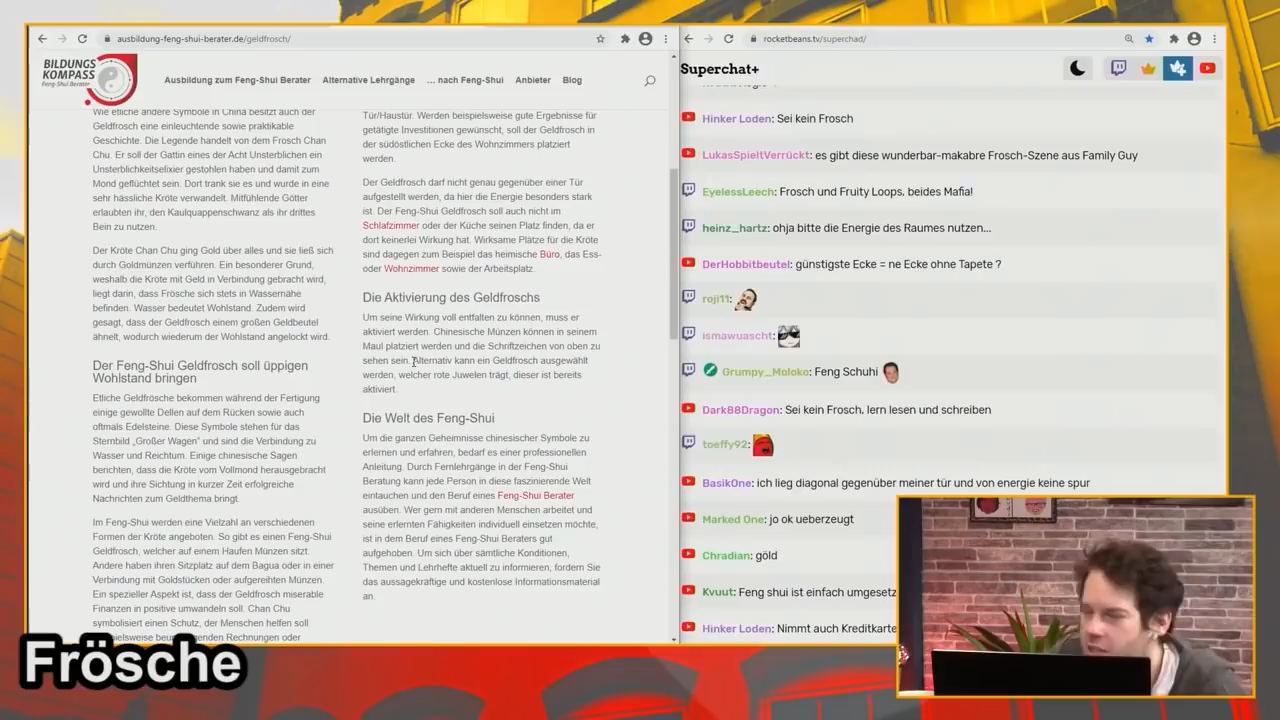 ausbildung-feng-shui-berater.de/geldfrosch/
BILDUNGS
KOMPASS
Feng-Shui Berater
Ausbildung zum Feng-Shui Berater
Alternative Lehrgänge
... nach Feng-Shui
Anbieter
Blog
Wie etliche andere Symbole in China besitzt auch der
Geldfrosch eine einleuchtende sowie praktikable
Geschichte. Die Legende handelt von dem Frosch Chan
Chu. Er soll der Gattin eines der Acht Unsterblichen ein
Unsterblichkeitselixier gestohlen haben und damit zum
Mond geflüchtet sein. Dort trank sie es und wurde in eine
sehr hässliche Kröte verwandelt. Mitfühlende Götter
erlaubten ihr, den Kaulquappenschwanz als ihr drittes
Bein zu nutzen.
Der Kröte Chan Chu ging Gold über alles und sie ließ sich
durch Goldmünzen verführen. Ein besonderer Grund,
weshalb die Kröte mit Geld in Verbindung gebracht wird,
liegt darin, dass Frösche sich stets in Wassernähe
befinden. Wasser bedeutet Wohlstand. Zudem wird
gesagt, dass der Geldfrosch einem großen Geldbeutel
ähnelt, wodurch wiederum der Wohlstand angelockt wird.
Der Feng-Shui Geldfrosch soll üppigen
Wohlstand bringen
Etliche Geldfrösche bekommen während der Fertigung
einige gewollte Dellen auf dem Rücken sowie auch
oftmals Edelsteine. Diese Symbole stehen für das
Sternbild „Großer Wagen“ und sind die Verbindung zu
Wasser und Reichtum. Einige chinesische Sagen
berichten, dass die Kröte vom Vollmond herausgebracht
wird und ihre Sichtung in kurzer Zeit erfolgreiche
Nachrichten zum Geldthema bringt.
Im Feng-Shui werden eine Vielzahl an verschiedenen
Formen der Kröte angeboten. So gibt es einen Feng-Shui
Geldfrosch, welcher auf einem Haufen Münzen sitzt.
Andere haben ihren Sitzplatz auf dem Bagua oder in einer
Verbindung mit Goldstücken oder aufgereihten Münzen.
Ein spezieller Aspekt ist, dass der Geldfrosch miserable
Finanzen in positive umwandeln soll. Chan Chu
symbolisiert einen Schutz, der Menschen helfen soll
Rechnungen oder
Tür/Haustür. Werden beispielsweise gute Ergebnisse für
getätigte Investitionen gewünscht, soll der Geldfrosch in
der südöstlichen Ecke des Wohnzimmers platziert
werden.
Der Geldfrosch darf nicht genau gegenüber einer Tür
aufgestellt werden, da hier die Energie besonders stark
ist. Der Feng-Shui Geldfrosch soll auch nicht im
Schlafzimmer oder der Küche seinen Platz finden, da er
dort keinerlei Wirkung hat. Wirksame Plätze für die Kröte
sind dagegen zum Beispiel das heimische Büro, das Ess-
oder Wohnzimmer sowie der Arbeitsplatz.
Die Aktivierung des Geldfroschs
Um seine Wirkung voll entfalten zu können, muss er
aktiviert werden. Chinesische Münzen können in seinem
Maul platziert werden und die Schriftzeichen von oben zu
sehen sein. Alternativ kann ein Geldfrosch ausgewählt
werden, welcher rote Juwelen trägt, dieser ist bereits
aktiviert.
Die Welt des Feng-Shui
Um die ganzen Geheimnisse chinesischer Symbole zu
erlernen und erfahren, bedarf es einer professionellen
Anleitung. Durch Fernlehrgänge in der Feng-Shui
Beratung kann jede Person in diese faszinierende Welt
eintauchen und den Beruf eines Feng-Shui Berater
ausüben. Wer gern mit anderen Menschen arbeitet und
seine erlernten Fähigkeiten individuell einsetzen möchte,
ist in dem Beruf eines Feng-Shui Beraters gut
aufgehoben. Um sich über sämtliche Konditionen,
Themen und Lehrhefte aktuell zu informieren, fordern Sie
das aussagekräftige und kostenlose Informationsmaterial
an.
rocketbeans.tv/superchad/
Superchat+
Hinker Loden: Sei kein Frosch
LukasSpieltVerrückt: es gibt diese wunderbar-makabre Frosch-Szene aus Family Guy
EyelessLeech: Frosch und Fruity Loops, beides Mafia!
heinz_hartz: ohja bitte die Energie des Raumes nutzen...
DerHobbitbeutel: günstigste Ecke = ne Ecke ohne Tapete ?
roji11:
ismawuascht:
Grumpy_Moloko: Feng Schuhi
Dark88Dragon: Sei kein Frosch, lern lesen und schreiben
toeffy92:
BasikOne: ich lieg diagonal gegenüber meiner tür und von energie keine spur
Marked One: jo ok ueberzeugt
Chradian: göld
Kvuut: Feng shui ist einfach umgesetz
Hinker Loden: Nimmt auch Kreditkarte
Frösche